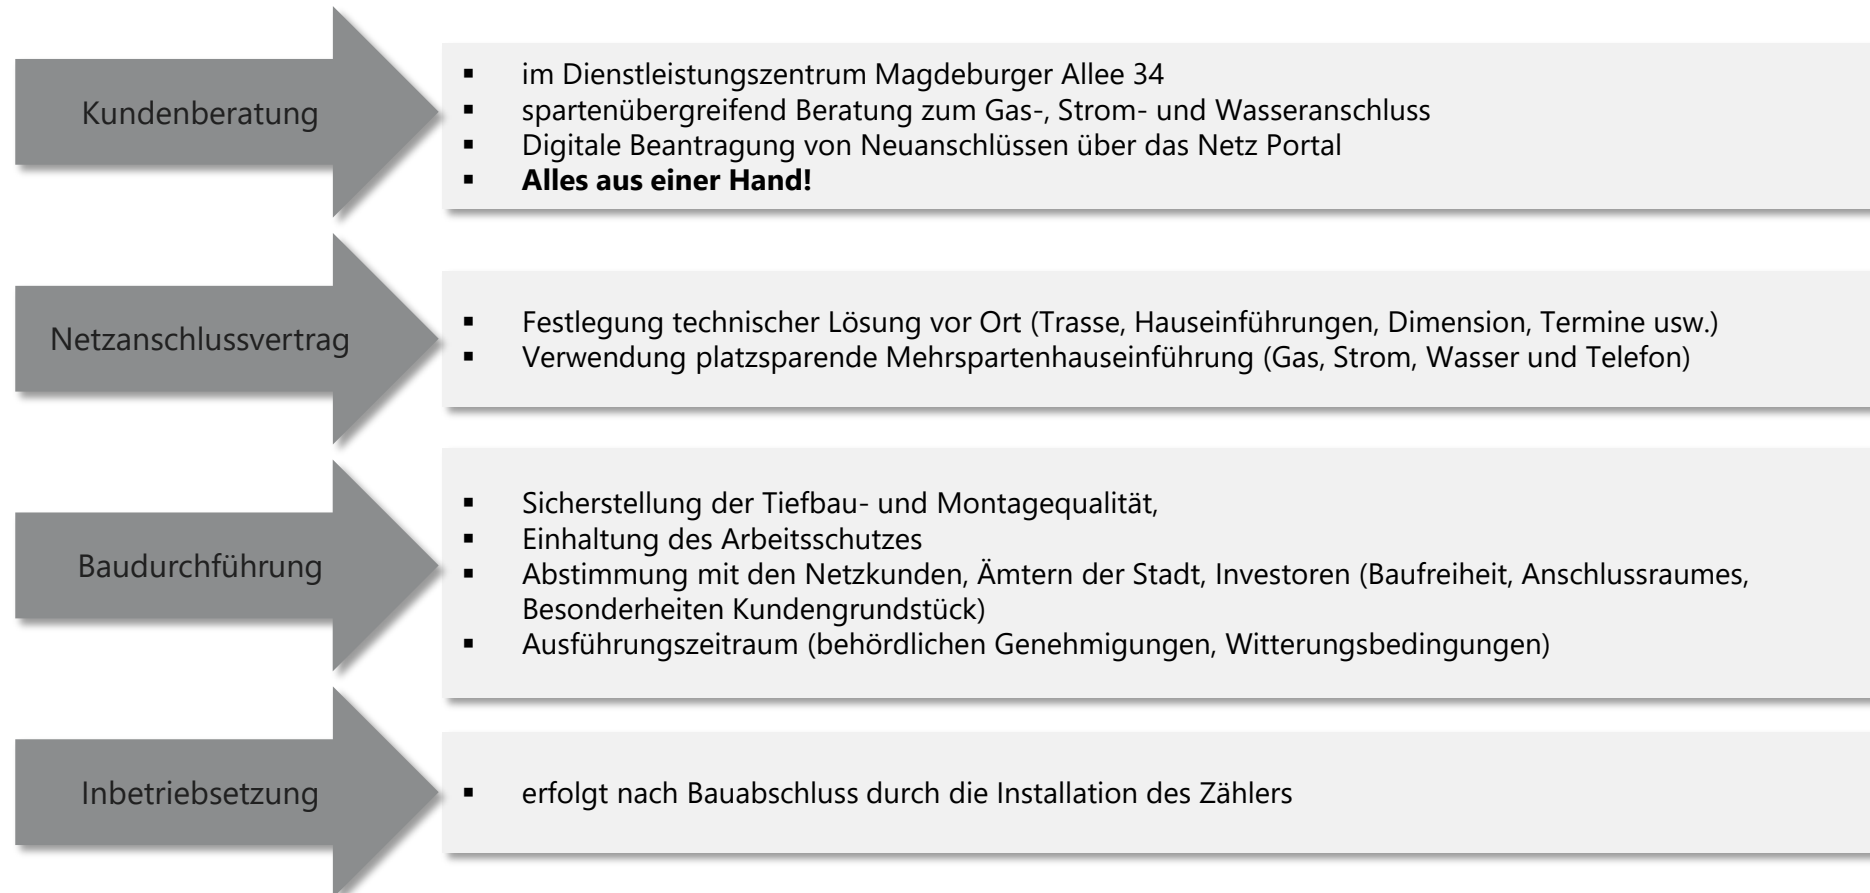 Kundenberatung
▪ im Dienstleistungszentrum Magdeburger Allee 34
▪ spartenübergreifend Beratung zum Gas-, Strom- und Wasseranschluss
▪ Digitale Beantragung von Neuanschlüssen über das Netz Portal
▪ Alles aus einer Hand!
Netzanschlussvertrag
▪ Festlegung technischer Lösung vor Ort (Trasse, Hauseinführungen, Dimension, Termine usw.)
▪ Verwendung platzsparende Mehrspartenhauseinführung (Gas, Strom, Wasser und Telefon)
Baudurchführung
▪ Sicherstellung der Tiefbau- und Montagequalität,
▪ Einhaltung des Arbeitsschutzes
▪ Abstimmung mit den Netzkunden, Ämtern der Stadt, Investoren (Baufreiheit, Anschlussraumes,
Besonderheiten Kundengrundstück)
▪ Ausführungszeitraum (behördlichen Genehmigungen, Witterungsbedingungen)
Inbetriebsetzung
▪ erfolgt nach Bauabschluss durch die Installation des Zählers